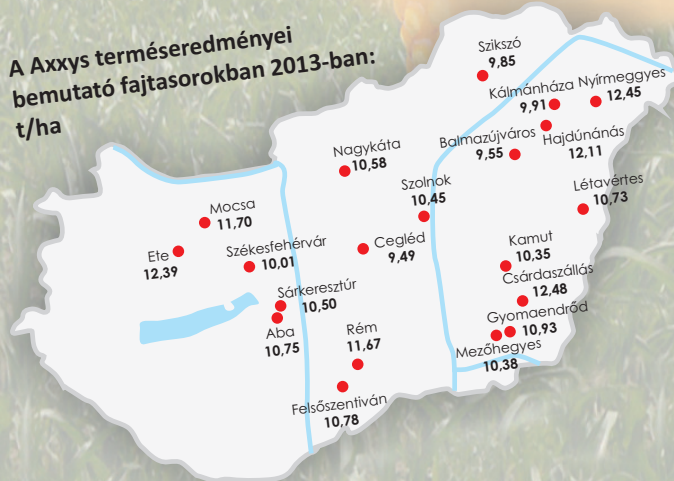 A Axxys terméseredményei
bemutató fajtasorokban 2013-ban:
t/ha
Szikszó
9,85
Kálmánháza
9,91
Nyírmeggyes
12,45
Balmazújváros
9,55
Hajdúnánás
12,11
Nagykáta
10,58
Szolnok
10,45
Létavértes
10,73
Mocsa
11,70
Ete
12,39
Székesfehérvár
10,01
Cegléd
9,49
Kamut
10,35
Csárdaszállás
12,48
Sárkeresztúr
10,50
Aba
10,75
Gyomaendrőd
10,93
Rém
11,67
Mezőhegyes
10,38
Felsőszentiván
10,78